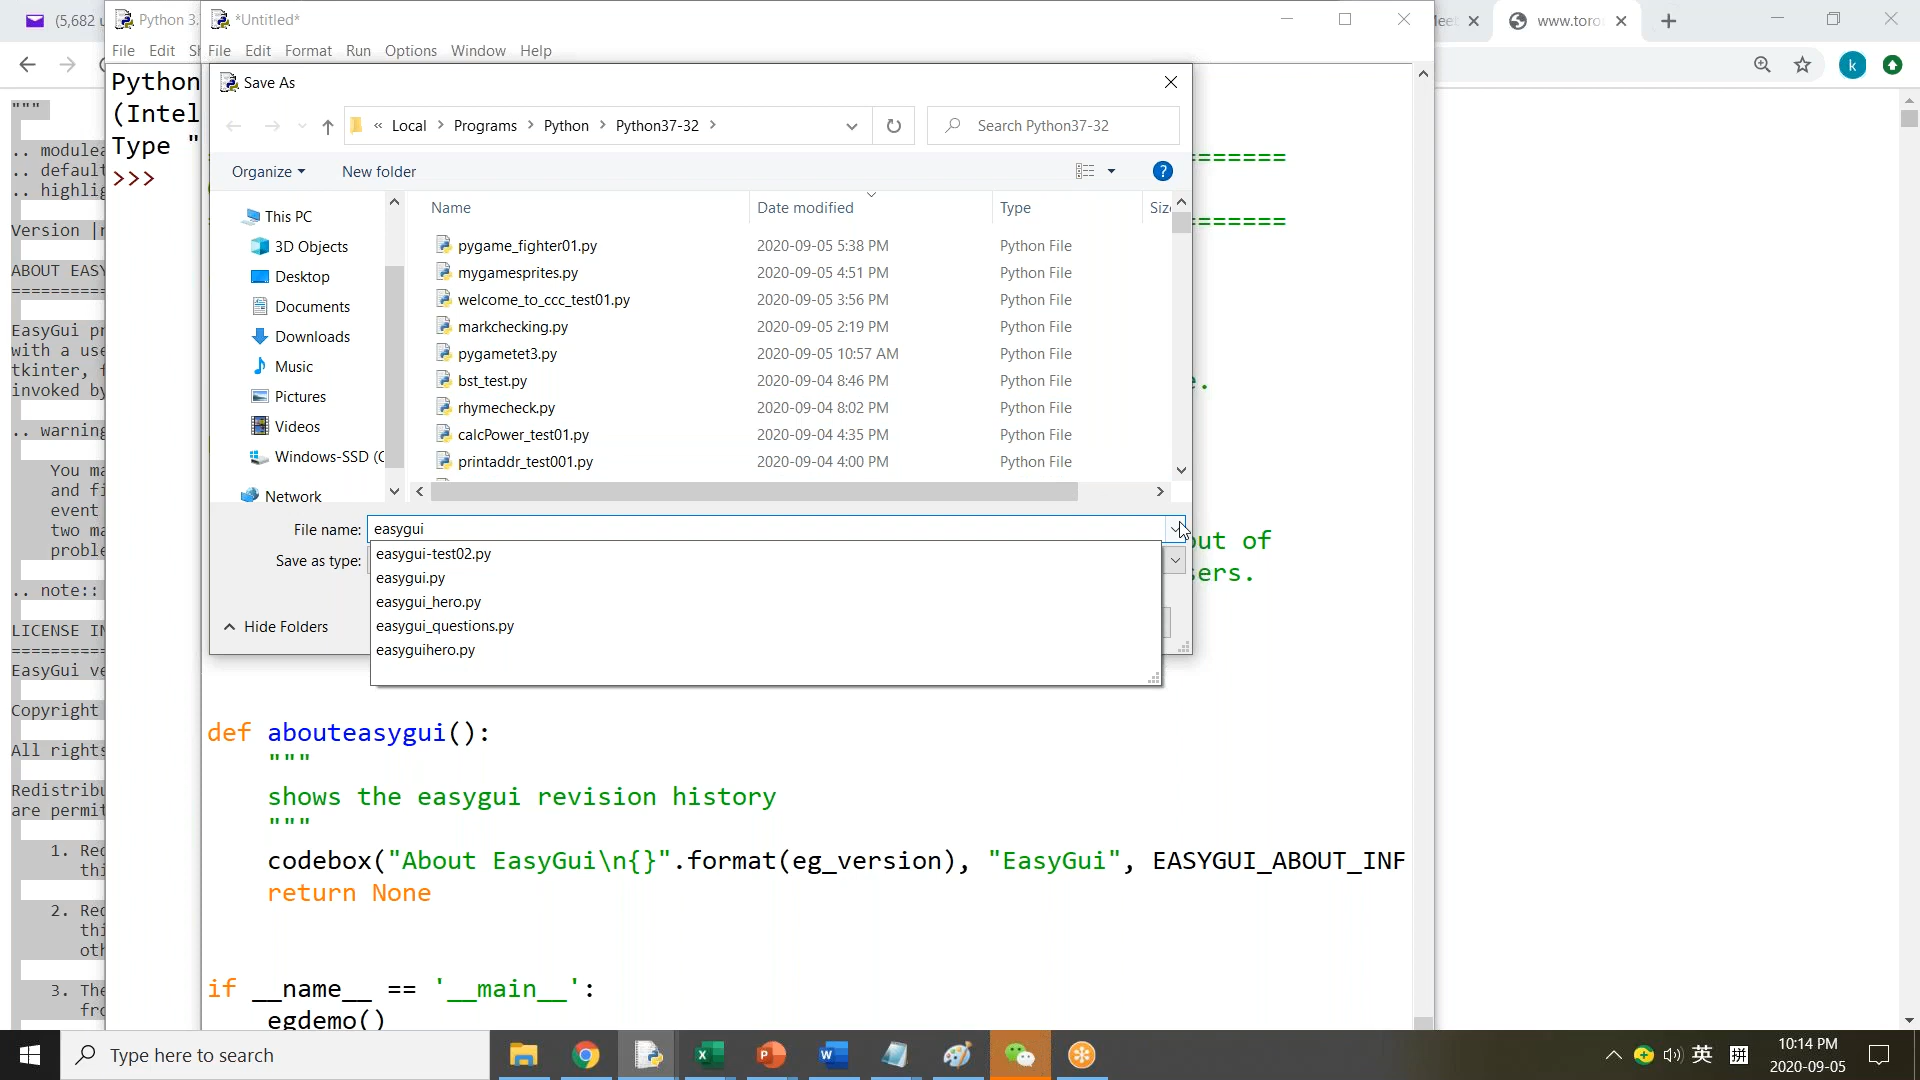 (5,682 u
Python 3.
*Untitled*
Meet
www.toro
File Edit Sh
File Edit Format Run Options Window Help
k
Python
(Intel
Type "
>>>
"""
.. modulea
.. default
.. highlig
Version |r
ABOUT EASY
==========
EasyGui pr
with a use
tkinter, f
invoked by
.. warning
You ma
and fi
event
two ma
proble
.. note::
LICENSE IN
==========
EasyGui ve
Copyright
All rights
Redistribu
are permit
1. Red
thi
2. Red
thi
oth
3. The
fro
Save As
« Local > Programs > Python > Python37-32 >
Search Python37-32
Organize
New folder
This PC
3D Objects
Desktop
Documents
Downloads
Music
Pictures
Videos
Windows-SSD (C
Network
Name Date modified Type Siz
pygame_fighter01.py 2020-09-05 5:38 PM Python File
mygamesprites.py 2020-09-05 4:51 PM Python File
welcome_to_ccc_test01.py 2020-09-05 3:56 PM Python File
markchecking.py 2020-09-05 2:19 PM Python File
pygametet3.py 2020-09-05 10:57 AM Python File
bst_test.py 2020-09-04 8:46 PM Python File
rhymecheck.py 2020-09-04 8:02 PM Python File
calcPower_test01.py 2020-09-04 4:35 PM Python File
printaddr_test001.py 2020-09-04 4:00 PM Python File
File name: easygui
Save as type:
easygui-test02.py
easygui.py
easygui_hero.py
easygui_questions.py
easyguihero.py
Hide Folders
======
======
e.
out of
sers.
def abouteasygui():
"""
shows the easygui revision history
"""
codebox("About EasyGui\n{}".format(eg_version), "EasyGui", EASYGUI_ABOUT_INF
return None
if __name__ == '__main__':
egdemo()
Type here to search
英
拼
10:14 PM
2020-09-05